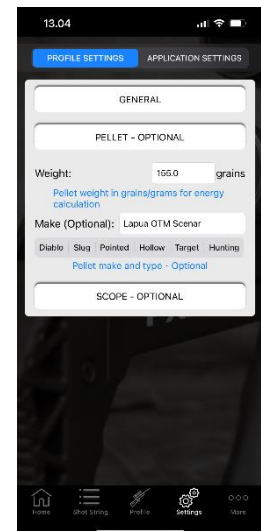 13.04
PROFILE SETTINGS APPLICATION SETTINGS
GENERAL
PELLET - OPTIONAL
Weight: 155.0 grains
Pellet weight in grains/grams for energy
calculation
Make (Optional): Lapua OTM Scenar
Diablo Slug Pointed Hollow Target Hunting
Pellet make and type - Optional
SCOPE - OPTIONAL
Home Shot String Profile Settings More